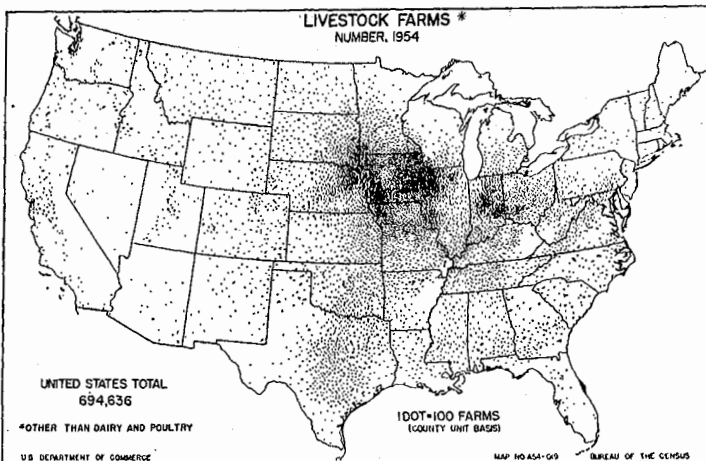 LIVESTOCK FARMS *
NUMBER, 1954
UNITED STATES TOTAL
694,636
*OTHER THAN DAIRY AND POULTRY
1 DOT=100 FARMS
(COUNTY UNIT BASIS)
U S DEPARTMENT OF COMMERCE
MAP NO A54-019
BUREAU OF THE CENSUS